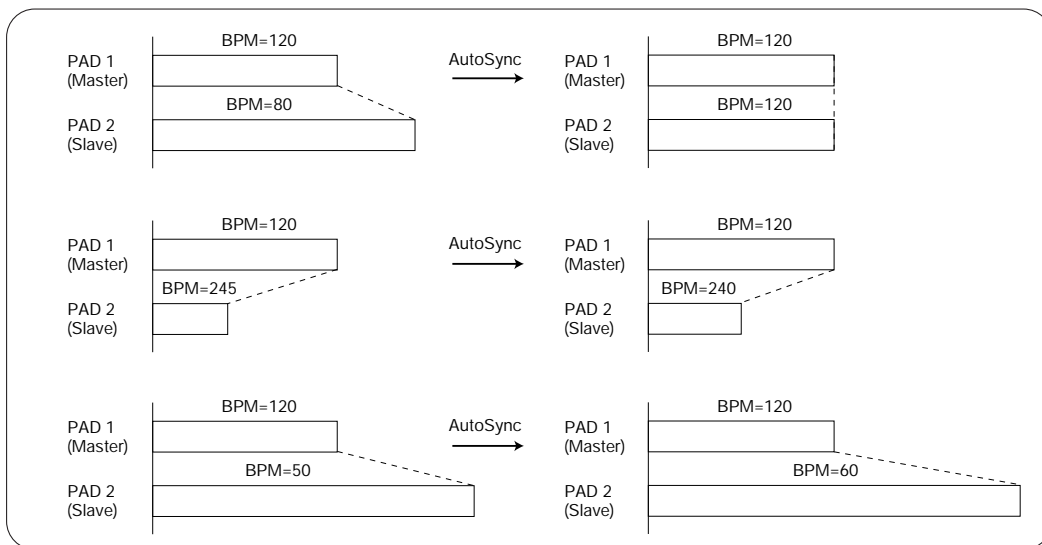 BPM=120
PAD 1
(Master)
BPM=80
PAD 2
(Slave)
AutoSync
BPM=120
PAD 1
(Master)
BPM=120
PAD 2
(Slave)
BPM=120
PAD 1
(Master)
BPM=245
PAD 2
(Slave)
AutoSync
BPM=120
PAD 1
(Master)
BPM=240
PAD 2
(Slave)
BPM=120
PAD 1
(Master)
BPM=50
PAD 2
(Slave)
AutoSync
BPM=120
PAD 1
(Master)
BPM=60
PAD 2
(Slave)